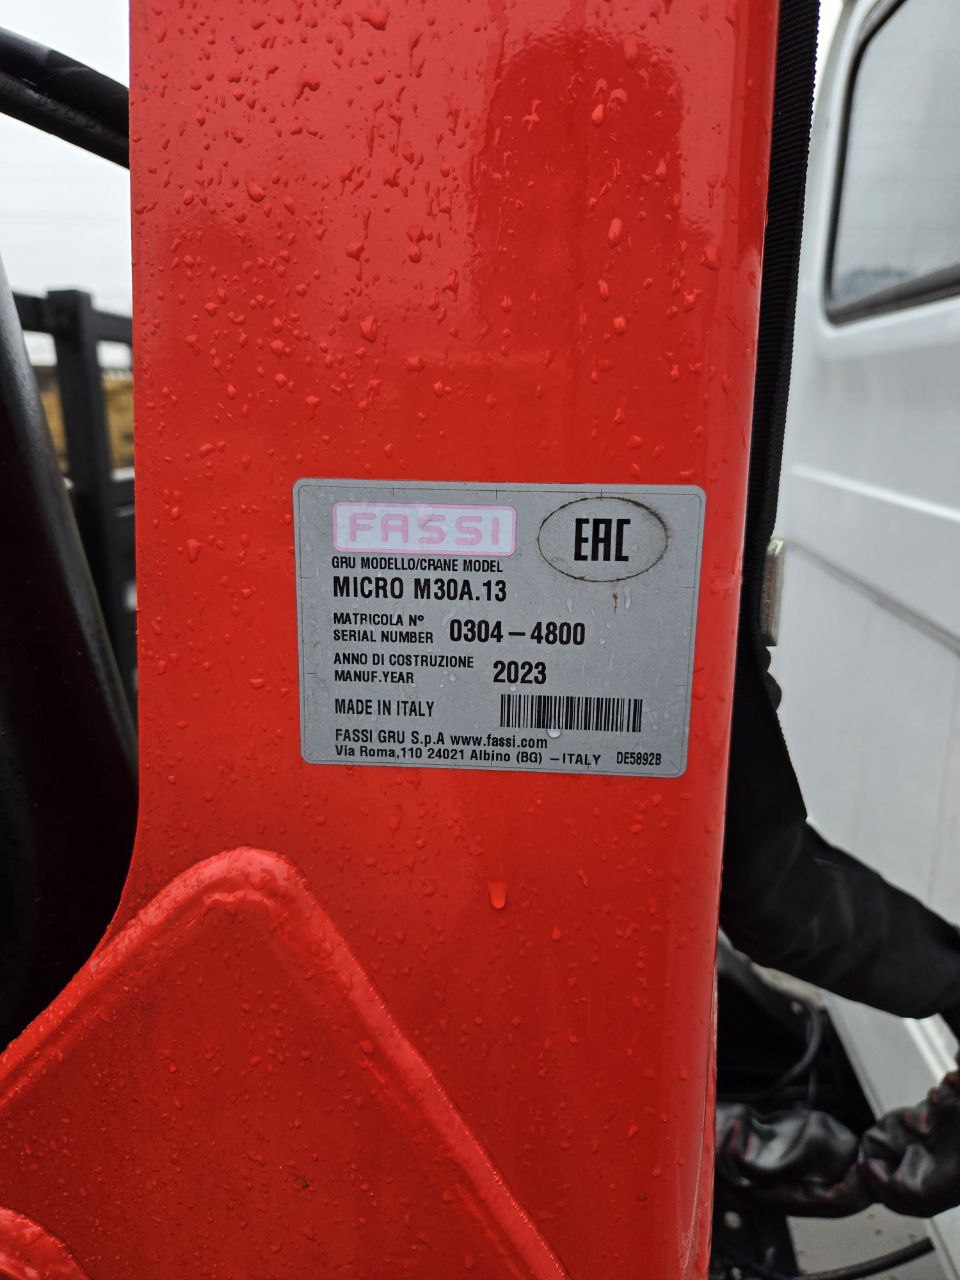 FASSI
EAC
GRU MODELLO/CRANE MODEL
MICRO M30A.13
MATRICOLA N°
SERIAL NUMBER 0304-4800
ANNO DI COSTRUZIONE
MANUF.YEAR 2023
MADE IN ITALY
FASSI GRU S.p.A www.fassi.com
Via Roma,110 24021 Albino (BG) -ITALY DE5892B